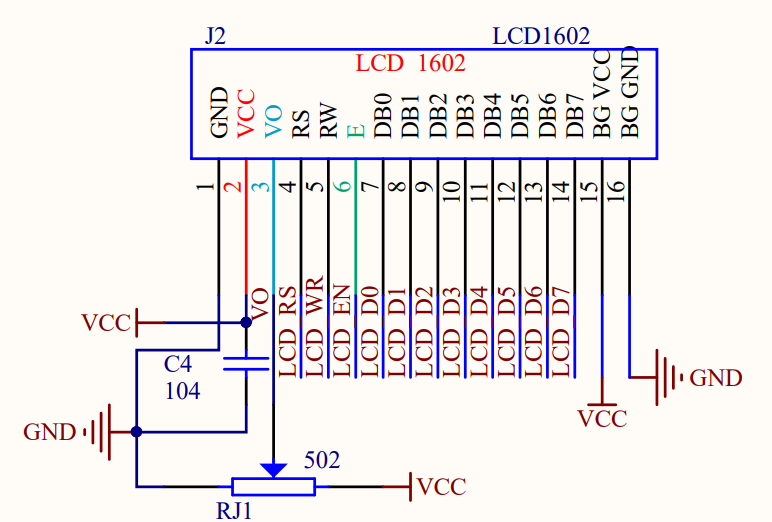 J2 LCD1602
LCD 1602
GND VCC VO RS RW E DB0 DB1 DB2 DB3 DB4 DB5 DB6 DB7 BG VCC BG GND
1 2 3 4 5 6 7 8 9 10 11 12 13 14 15 16
VO LCD RS LCD WR LCD EN LCD D0 LCD D1 LCD D2 LCD D3 LCD D4 LCD D5 LCD D6 LCD D7
VCC
C4
104
GND
VCC
GND
502
RJ1
VCC